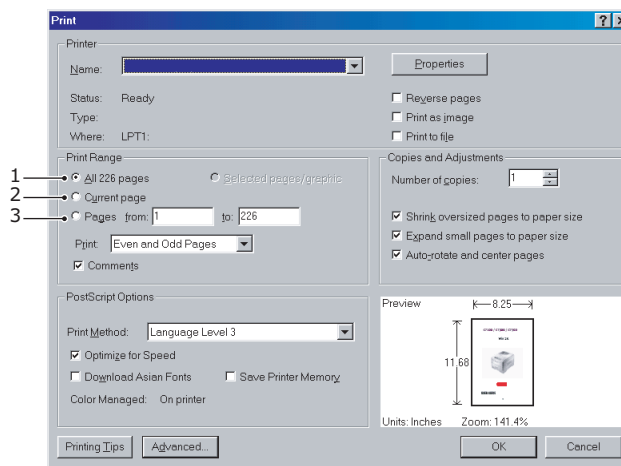 Print
Printer
Name:
Properties
Status: Ready
Reverse pages
Type:
Print as image
Where: LPT1:
Print to file
Print Range
1 All 226 pages
Selected pages/graphic
2 Current page
3 Pages from: 1 to: 226
Print: Even and Odd Pages
Comments
Copies and Adjustments
Number of copies: 1
Shrink oversized pages to paper size
Expand small pages to paper size
Auto-rotate and center pages
PostScript Options
Print Method: Language Level 3
Optimize for Speed
Download Asian Fonts
Save Printer Memory
Color Managed: On printer
Preview
8.25
11.68
Units: Inches Zoom: 141.4%
Printing Tips
Advanced...
OK
Cancel